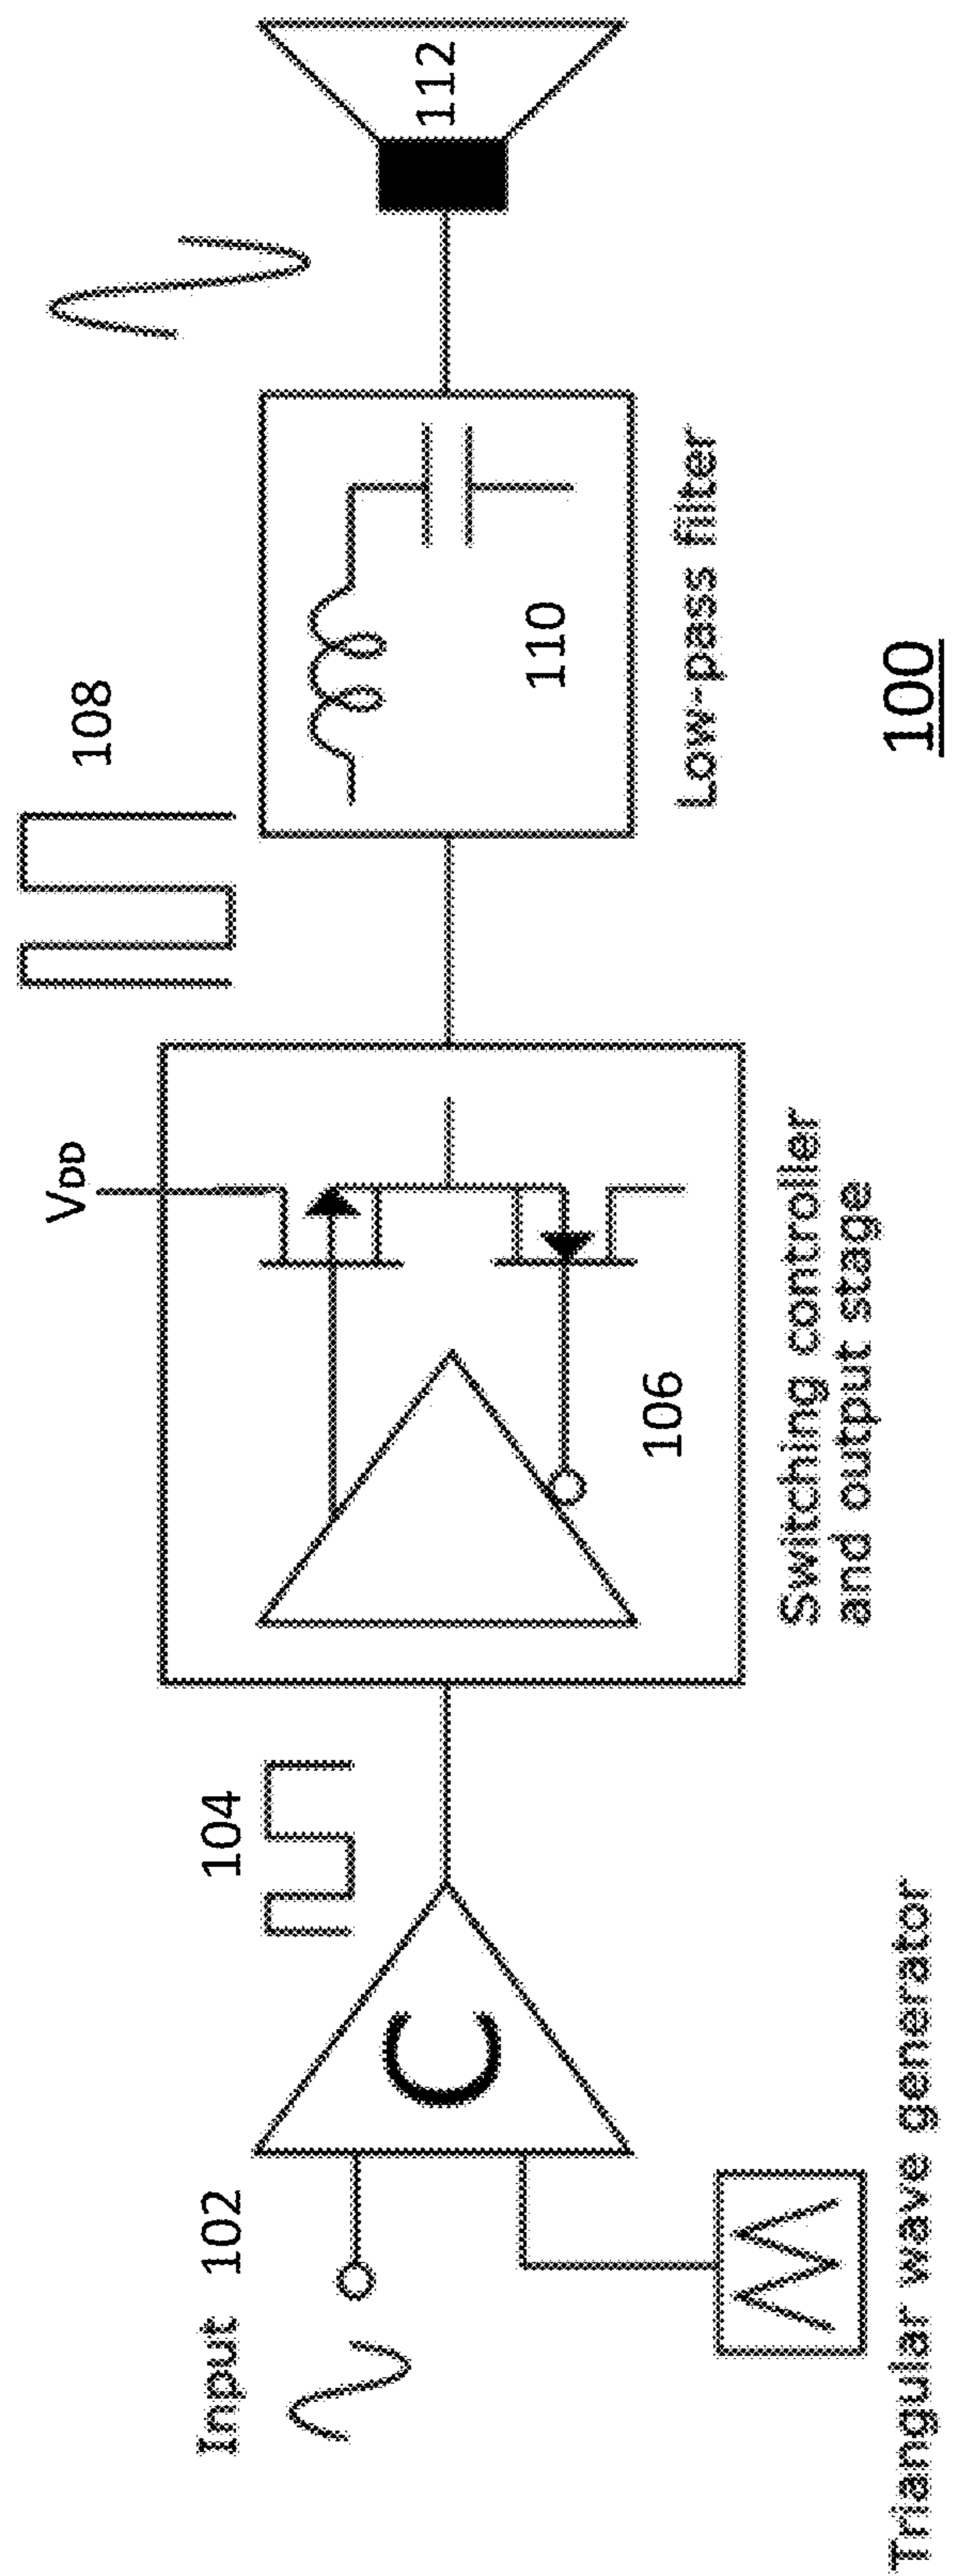 Input 102
C
Triangular wave generator
104
VDD
106
Switching controller
and output stage
108
110
Low-pass filter
112
100